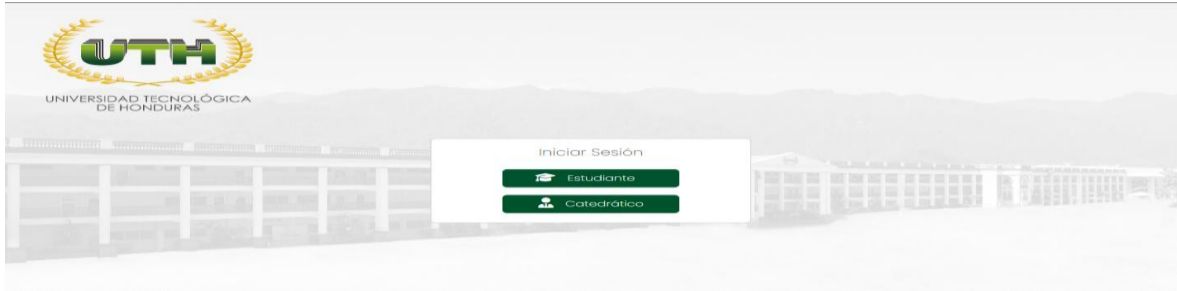 UTH
UNIVERSIDAD TECNOLÓGICA
DE HONDURAS
Iniciar Sesión
Estudiante
Catedrático